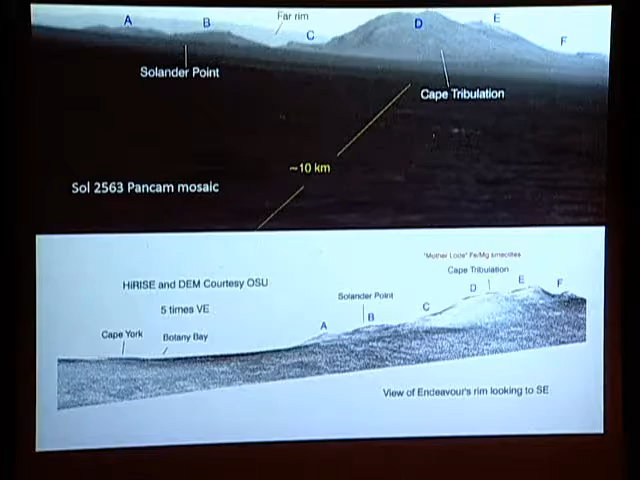 A
B
Far rim
C
D
E
F
Solander Point
Cape Tribulation
~10 km
Sol 2563 Pancam mosaic
"Mother Lode" Fe/Mg smectites
HiRISE and DEM Courtesy OSU
Cape Tribulation
D
E
F
Solander Point
5 times VE
C
B
A
Cape York
Botany Bay
View of Endeavour's rim looking to SE